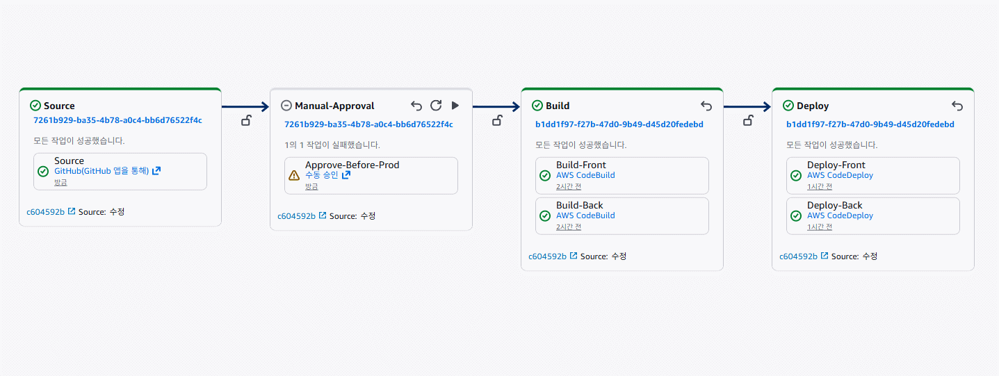 Source
7261b929-ba35-4b78-a0c4-bb6d76522f4c
모든 작업이 성공했습니다.
Source
GitHub(GitHub 앱을 통해)
방금
c604592b Source: 수정
Manual-Approval
7261b929-ba35-4b78-a0c4-bb6d76522f4c
1의 1 작업이 실패했습니다.
Approve-Before-Prod
수동 승인
방금
c604592b Source: 수정
Build
b1dd1f97-f27b-47d0-9b49-d45d20fedebd
모든 작업이 성공했습니다.
Build-Front
AWS CodeBuild
2시간 전
Build-Back
AWS CodeBuild
2시간 전
c604592b Source: 수정
Deploy
b1dd1f97-f27b-47d0-9b49-d45d20fedebd
모든 작업이 성공했습니다.
Deploy-Front
AWS CodeDeploy
1시간 전
Deploy-Back
AWS CodeDeploy
1시간 전
c604592b Source: 수정